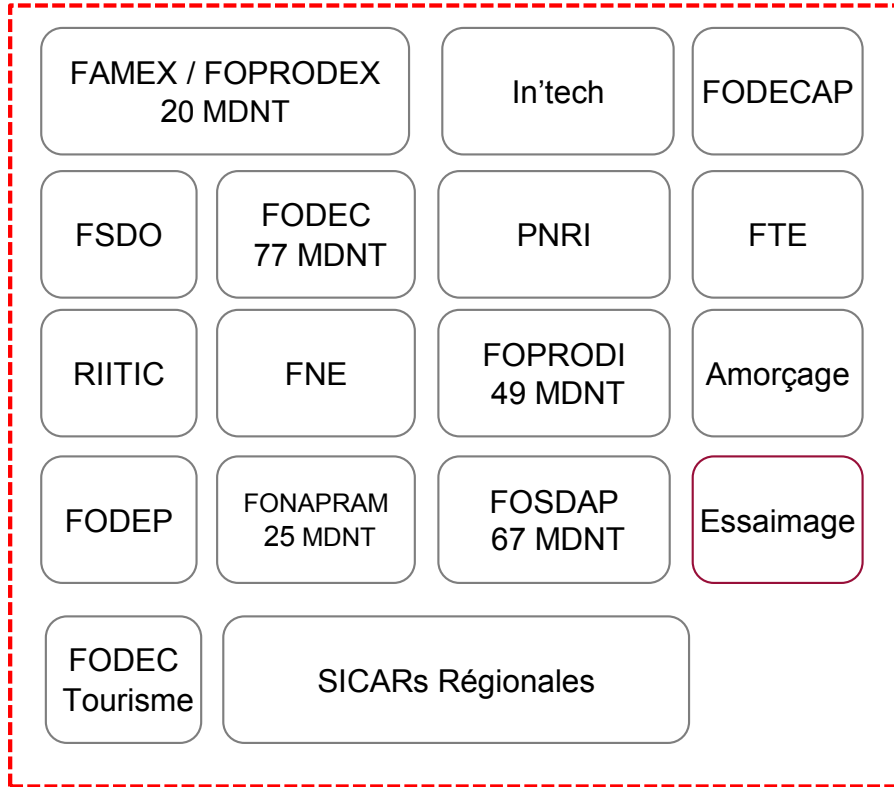 FAMEX / FOPRODEX
20 MDNT
In’tech
FODECAP
FSDO
FODEC
77 MDNT
PNRI
FTE
RIITIC
FNE
FOPRODI
49 MDNT
Amorçage
FODEP
FONAPRAM
25 MDNT
FOSDAP
67 MDNT
Essaimage
FODEC
Tourisme
SICARs Régionales